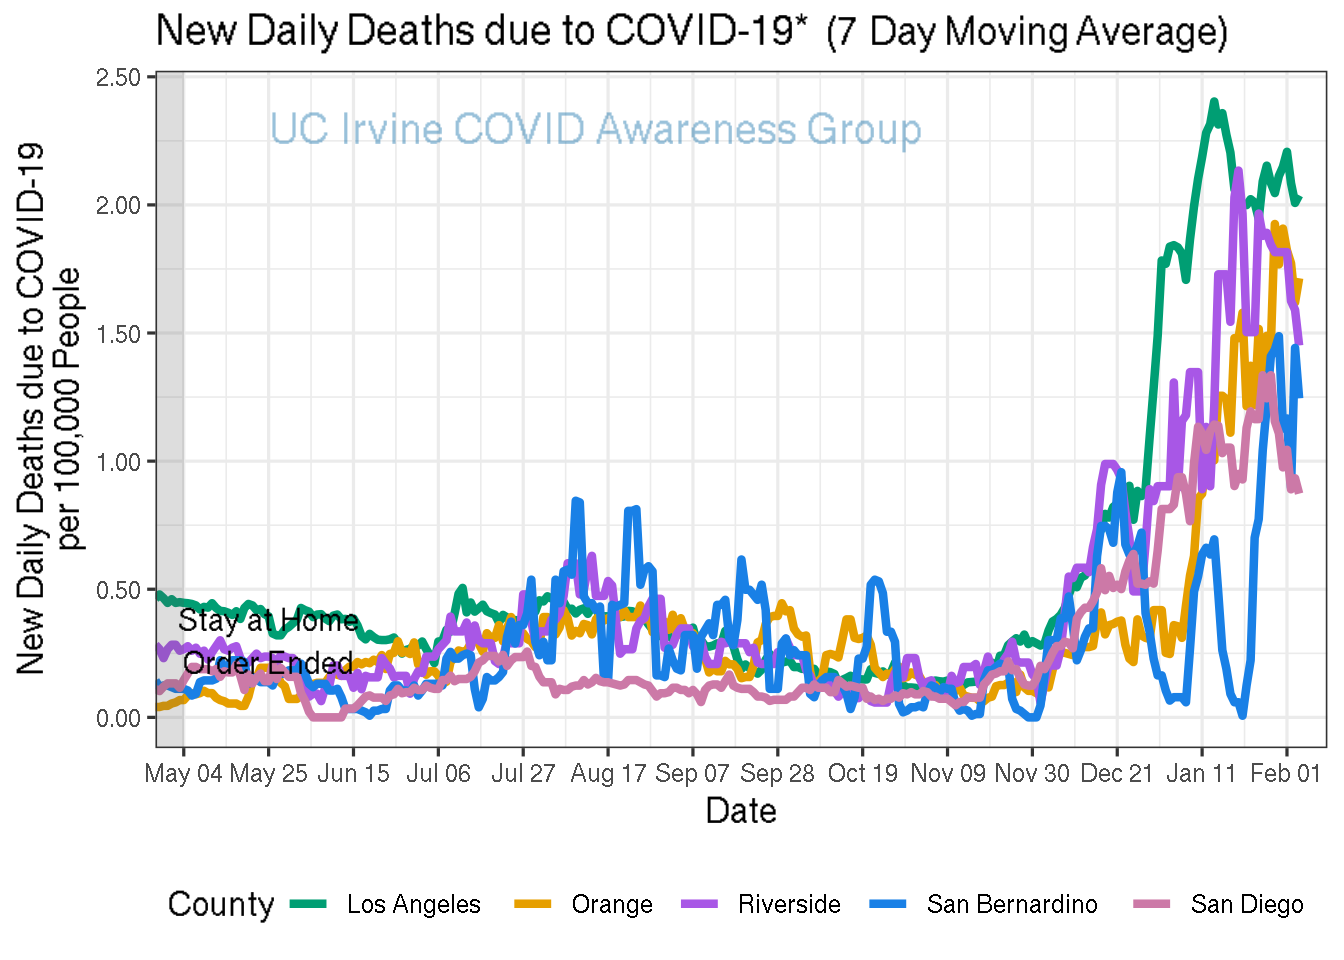 New Daily Deaths due to COVID-19* (7 Day Moving Average)
UC Irvine COVID Awareness Group
New Daily Deaths due to COVID-19
per 100,000 People
2.50
2.00
1.50
1.00
0.50
0.00
Stay at Home
Order Ended
May 04 May 25 Jun 15 Jul 06 Jul 27 Aug 17 Sep 07 Sep 28 Oct 19 Nov 09 Nov 30 Dec 21 Jan 11 Feb 01
Date
County Los Angeles Orange Riverside San Bernardino San Diego